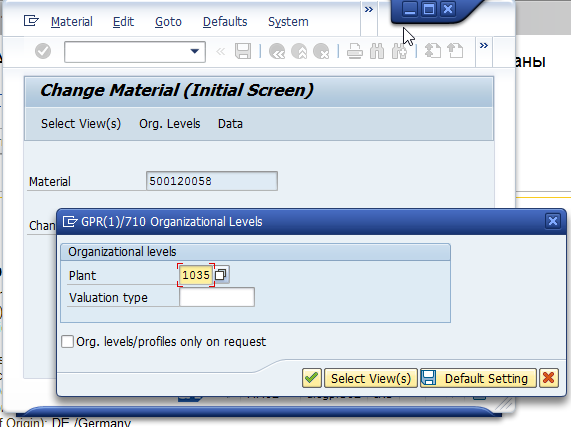 Material Edit Goto Defaults System »
»
аны
Change Material (Initial Screen)
Select View(s) Org. Levels Data
Material 500120058
Chan
GPR(1)/710 Organizational Levels
Organizational levels
Plant 1035
Valuation type
Org. levels/profiles only on request
Select View(s) Default Setting
f Origin): DE /Germany